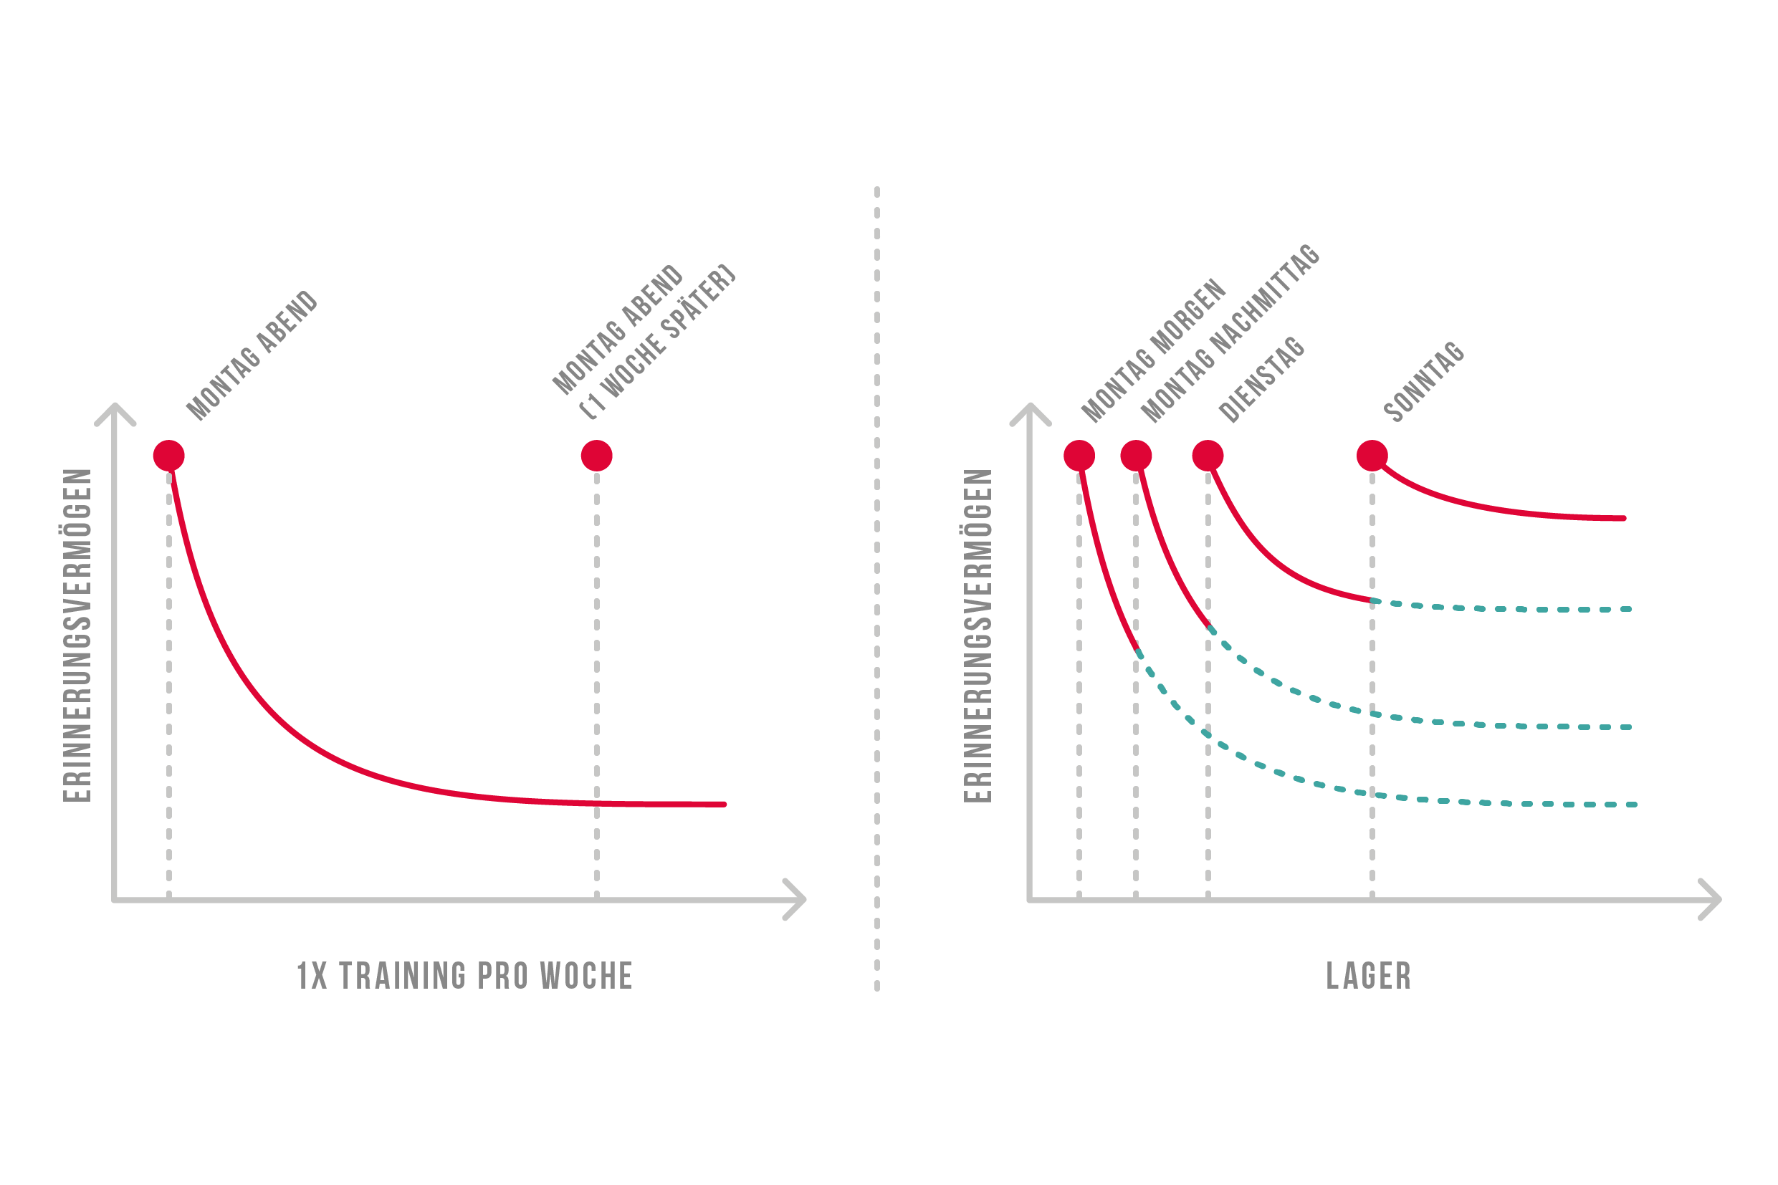 MONTAG ABEND
MONTAG ABEND
(1 WOCHE SPÄTER)
ERINNERUNGSVERMÖGEN
1X TRAINING PRO WOCHE
MONTAG MORGEN
MONTAG NACHMITTAG
DIENSTAG
SONNTAG
ERINNERUNGSVERMÖGEN
LAGER